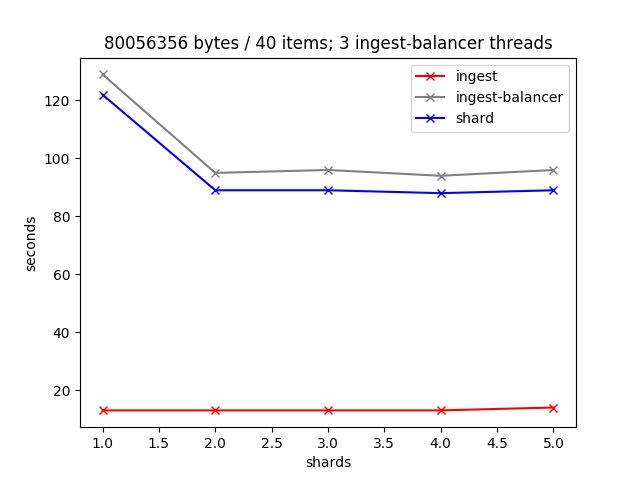 80056356 bytes / 40 items; 3 ingest-balancer threads
ingest
ingest-balancer
shard
120
100
80
60
40
20
seconds
1.0 1.5 2.0 2.5 3.0 3.5 4.0 4.5 5.0
shards